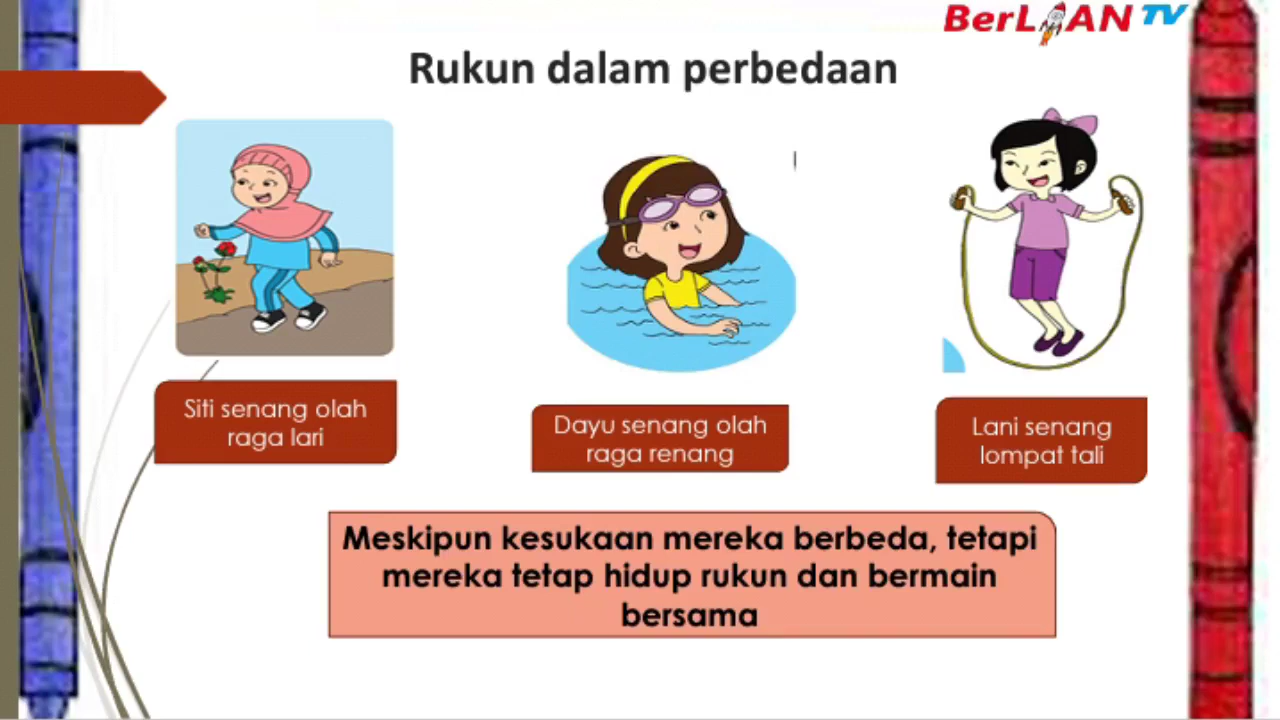 BerLIAN TV
Rukun dalam perbedaan
Siti senang olah
raga lari
Dayu senang olah
raga renang
Lani senang
lompat tali
Meskipun kesukaan mereka berbeda, tetapi
mereka tetap hidup rukun dan bermain
bersama